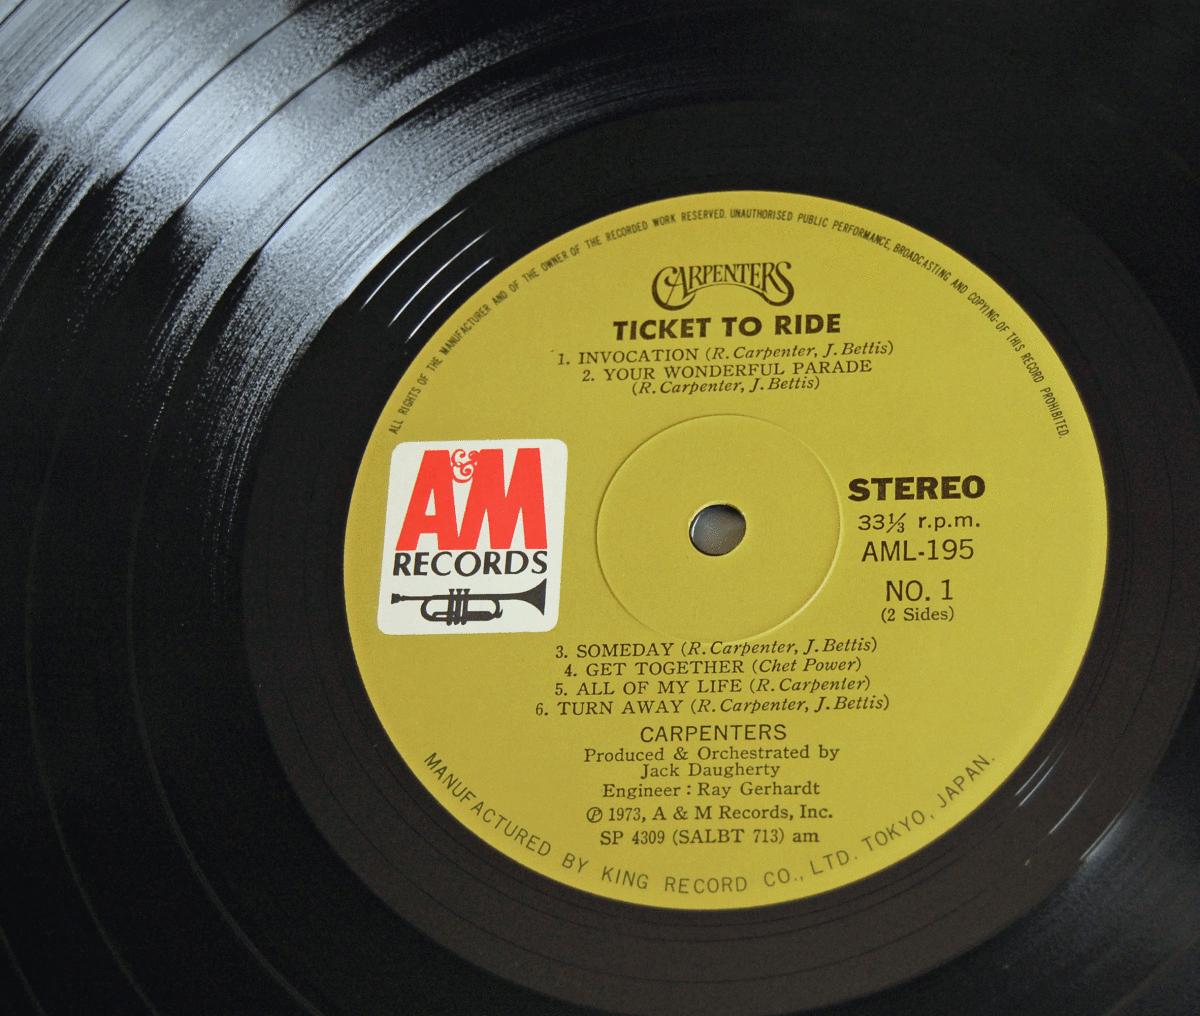 ALL RIGHTS OF THE MANUFACTURER AND OF THE OWNER OF THE RECORDED WORK RESERVED. UNAUTHORISED PUBLIC PERFORMANCE, BROADCASTING AND COPYING OF THIS RECORD PROHIBITED.
CARPENTERS
TICKET TO RIDE
1. INVOCATION (R. Carpenter, J. Bettis)
2. YOUR WONDERFUL PARADE
(R. Carpenter, J. Bettis)
A&M
RECORDS
STEREO
33⅓ r.p.m.
AML-195
NO. 1
(2 Sides)
3. SOMEDAY (R. Carpenter, J. Bettis)
4. GET TOGETHER (Chet Power)
5. ALL OF MY LIFE (R. Carpenter)
6. TURN AWAY (R. Carpenter, J. Bettis)
CARPENTERS
Produced & Orchestrated by
Jack Daugherty
Engineer : Ray Gerhardt
℗ 1973, A & M Records, Inc.
SP 4309 (SALBT 713) am
MANUFACTURED BY KING RECORD CO., LTD. TOKYO, JAPAN.